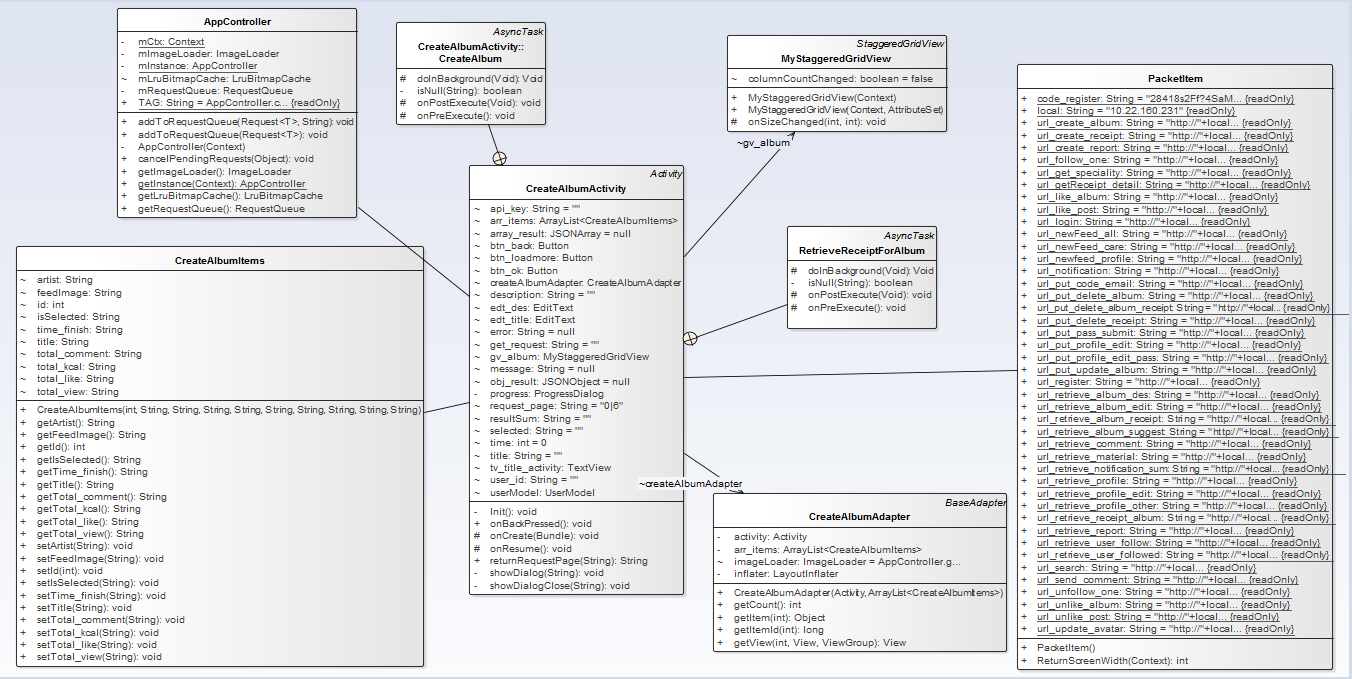 AppController
- mCtx: Context
- mImageLoader: ImageLoader
- mInstance: AppController
~ mLruBitmapCache: LruBitmapCache
- mRequestQueue: RequestQueue
+ TAG: String = AppController.c... {readOnly}
+ addToRequestQueue(Request<T>, String): void
+ addToRequestQueue(Request<T>): void
- AppController(Context)
+ cancelPendingRequests(Object): void
+ getImageLoader(): ImageLoader
+ getInstance(Context): AppController
+ getLruBitmapCache(): LruBitmapCache
+ getRequestQueue(): RequestQueue
AsyncTask
CreateAlbumActivity::
CreateAlbum
# doInBackground(Void): Void
- isNull(String): boolean
# onPostExecute(Void): void
# onPreExecute(): void
StaggeredGridView
MyStaggeredGridView
~ columnCountChanged: boolean = false
+ MyStaggeredGridView(Context)
+ MyStaggeredGridView(Context, AttributeSet)
# onSizeChanged(int, int): void
~gv_album
CreateAlbumItems
~ artist: String
~ feedImage: String
~ id: int
~ isSelected: String
~ time_finish: String
~ title: String
~ total_comment: String
~ total_kcal: String
~ total_like: String
~ total_view: String
+ CreateAlbumItems(int, String, String, String, String, String, String, String, String, String)
+ getArtist(): String
+ getFeedImage(): String
+ getId(): int
+ getIsSelected(): String
+ getTime_finish(): String
+ getTitle(): String
+ getTotal_comment(): String
+ getTotal_kcal(): String
+ getTotal_like(): String
+ getTotal_view(): String
+ setArtist(String): void
+ setFeedImage(String): void
+ setId(int): void
+ setIsSelected(String): void
+ setTime_finish(String): void
+ setTitle(String): void
+ setTotal_comment(String): void
+ setTotal_kcal(String): void
+ setTotal_like(String): void
+ setTotal_view(String): void
Activity
CreateAlbumActivity
~ api_key: String = ""
~ arr_items: ArrayList<CreateAlbumItems>
~ array_result: JSONArray = null
~ btn_back: Button
~ btn_loadmore: Button
~ btn_ok: Button
~ createAlbumAdapter: CreateAlbumAdapter
~ description: String = ""
~ edt_des: EditText
~ edt_title: EditText
~ error: String = null
~ get_request: String = ""
~ gv_album: MyStaggeredGridView
~ message: String = null
~ obj_result: JSONObject = null
- progress: ProgressDialog
~ request_page: String = "0|6"
~ resultSum: String = ""
~ selected: String = ""
~ time: int = 0
~ title: String = ""
~ tv_title_activity: TextView
~ user_id: String = ""
~ userModel: UserModel
- Init(): void
+ onBackPressed(): void
# onCreate(Bundle): void
# onResume(): void
+ returnRequestPage(String): String
- showDialog(String): void
- showDialogClose(String): void
AsyncTask
RetrieveReceiptForAlbum
# doInBackground(Void): Void
- isNull(String): boolean
# onPostExecute(Void): void
# onPreExecute(): void
~createAlbumAdapter
BaseAdapter
CreateAlbumAdapter
- activity: Activity
- arr_items: ArrayList<CreateAlbumItems>
~ imageLoader: ImageLoader = AppController.g...
- inflater: LayoutInflater
+ CreateAlbumAdapter(Activity, ArrayList<CreateAlbumItems>)
+ getCount(): int
+ getItem(int): Object
+ getItemId(int): long
+ getView(int, View, ViewGroup): View
PacketItem
+ code_register: String = "28418s2Ff?4SaM... {readOnly}
+ local: String = "10.22.160.231" {readOnly}
+ url_create_album: String = "http://"+local... {readOnly}
+ url_create_receipt: String = "http://"+local... {readOnly}
+ url_create_report: String = "http://"+local... {readOnly}
+ url_follow_one: String = "http://"+local... {readOnly}
+ url_get_speciality: String = "http://"+local... {readOnly}
+ url_getReceipt_detail: String = "http://"+local... {readOnly}
+ url_like_album: String = "http://"+local... {readOnly}
+ url_like_post: String = "http://"+local... {readOnly}
+ url_login: String = "http://"+local... {readOnly}
+ url_newFeed_all: String = "http://"+local... {readOnly}
+ url_newFeed_care: String = "http://"+local... {readOnly}
+ url_newfeed_profile: String = "http://"+local... {readOnly}
+ url_notification: String = "http://"+local... {readOnly}
+ url_put_code_email: String = "http://"+local... {readOnly}
+ url_put_delete_album: String = "http://"+local... {readOnly}
+ url_put_delete_album_receipt: String = "http://"+local... {readOnly}
+ url_put_delete_receipt: String = "http://"+local... {readOnly}
+ url_put_pass_submit: String = "http://"+local... {readOnly}
+ url_put_profile_edit: String = "http://"+local... {readOnly}
+ url_put_profile_edit_pass: String = "http://"+local... {readOnly}
+ url_put_update_album: String = "http://"+local... {readOnly}
+ url_register: String = "http://"+local... {readOnly}
+ url_retrieve_album_des: String = "http://"+local... {readOnly}
+ url_retrieve_album_edit: String = "http://"+local... {readOnly}
+ url_retrieve_album_receipt: String = "http://"+local... {readOnly}
+ url_retrieve_album_suggest: String = "http://"+local... {readOnly}
+ url_retrieve_comment: String = "http://"+local... {readOnly}
+ url_retrieve_material: String = "http://"+local... {readOnly}
+ url_retrieve_notification_sum: String = "http://"+local... {readOnly}
+ url_retrieve_profile: String = "http://"+local... {readOnly}
+ url_retrieve_profile_edit: String = "http://"+local... {readOnly}
+ url_retrieve_profile_other: String = "http://"+local... {readOnly}
+ url_retrieve_receipt_album: String = "http://"+local... {readOnly}
+ url_retrieve_report: String = "http://"+local... {readOnly}
+ url_retrieve_user_follow: String = "http://"+local... {readOnly}
+ url_retrieve_user_followed: String = "http://"+local... {readOnly}
+ url_search: String = "http://"+local... {readOnly}
+ url_send_comment: String = "http://"+local... {readOnly}
+ url_unfollow_one: String = "http://"+local... {readOnly}
+ url_unlike_album: String = "http://"+local... {readOnly}
+ url_unlike_post: String = "http://"+local... {readOnly}
+ url_update_avatar: String = "http://"+local... {readOnly}
+ PacketItem()
+ ReturnScreenWidth(Context): int